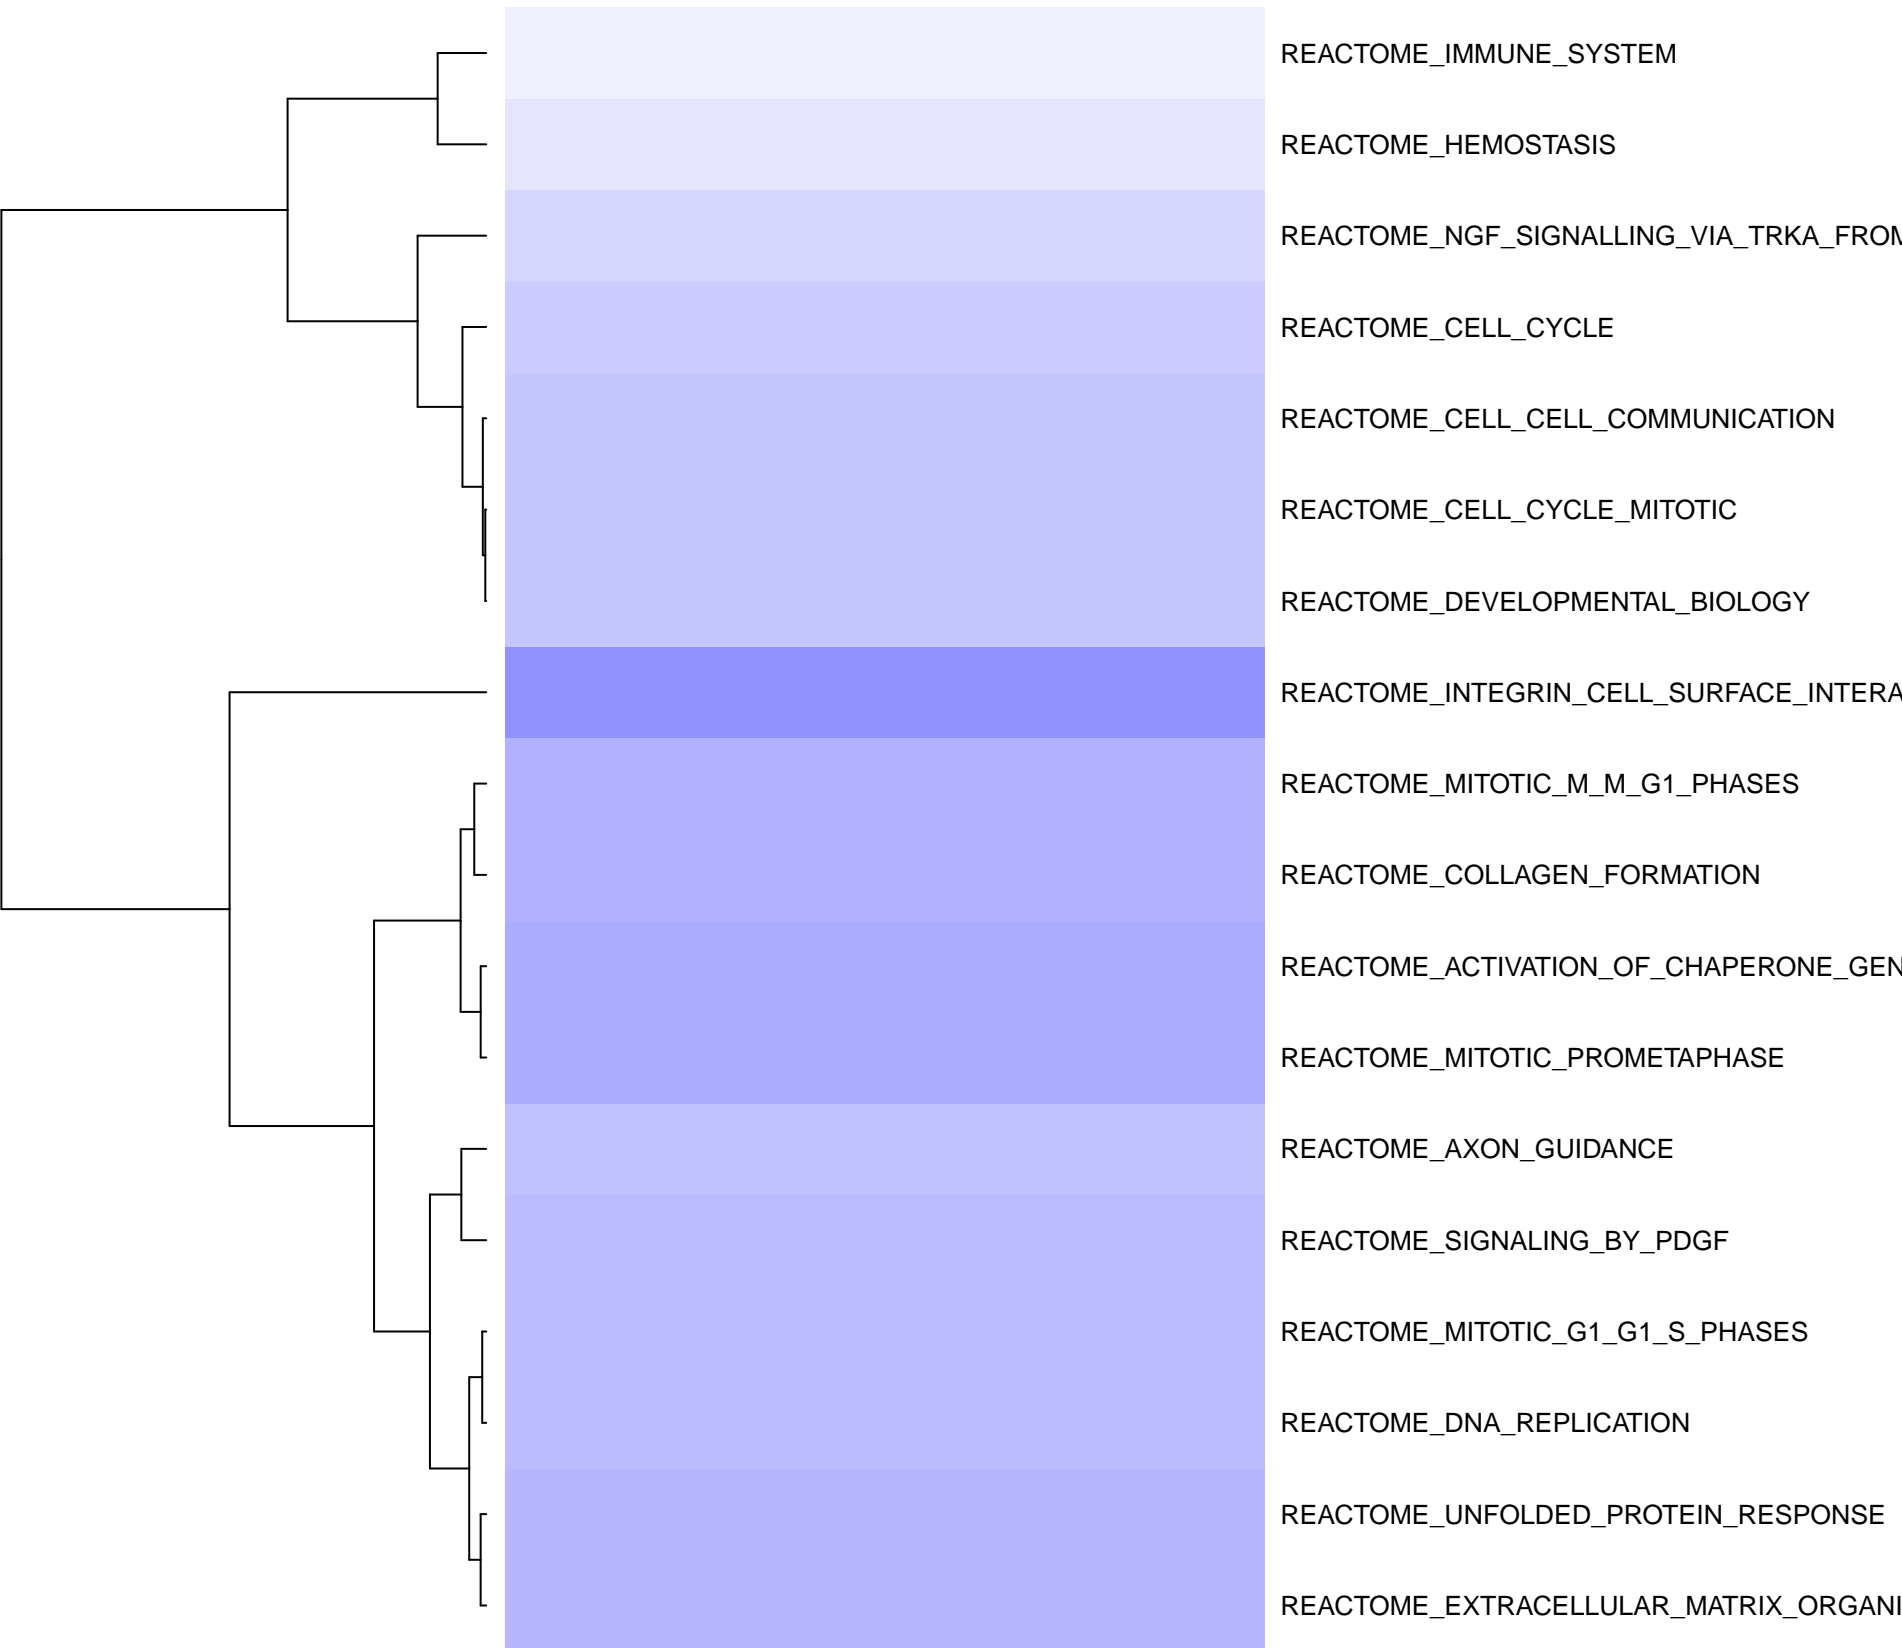 REACTOME_IMMUNE_SYSTEM
REACTOME_HEMOSTASIS
REACTOME_NGF_SIGNALLING_VIA_TRKA_FROM
REACTOME_CELL_CYCLE
REACTOME_CELL_CELL_COMMUNICATION
REACTOME_CELL_CYCLE_MITOTIC
REACTOME_DEVELOPMENTAL_BIOLOGY
REACTOME_INTEGRIN_CELL_SURFACE_INTERA
REACTOME_MITOTIC_M_M_G1_PHASES
REACTOME_COLLAGEN_FORMATION
REACTOME_ACTIVATION_OF_CHAPERONE_GEN
REACTOME_MITOTIC_PROMETAPHASE
REACTOME_AXON_GUIDANCE
REACTOME_SIGNALING_BY_PDGF
REACTOME_MITOTIC_G1_G1_S_PHASES
REACTOME_DNA_REPLICATION
REACTOME_UNFOLDED_PROTEIN_RESPONSE
REACTOME_EXTRACELLULAR_MATRIX_ORGANI